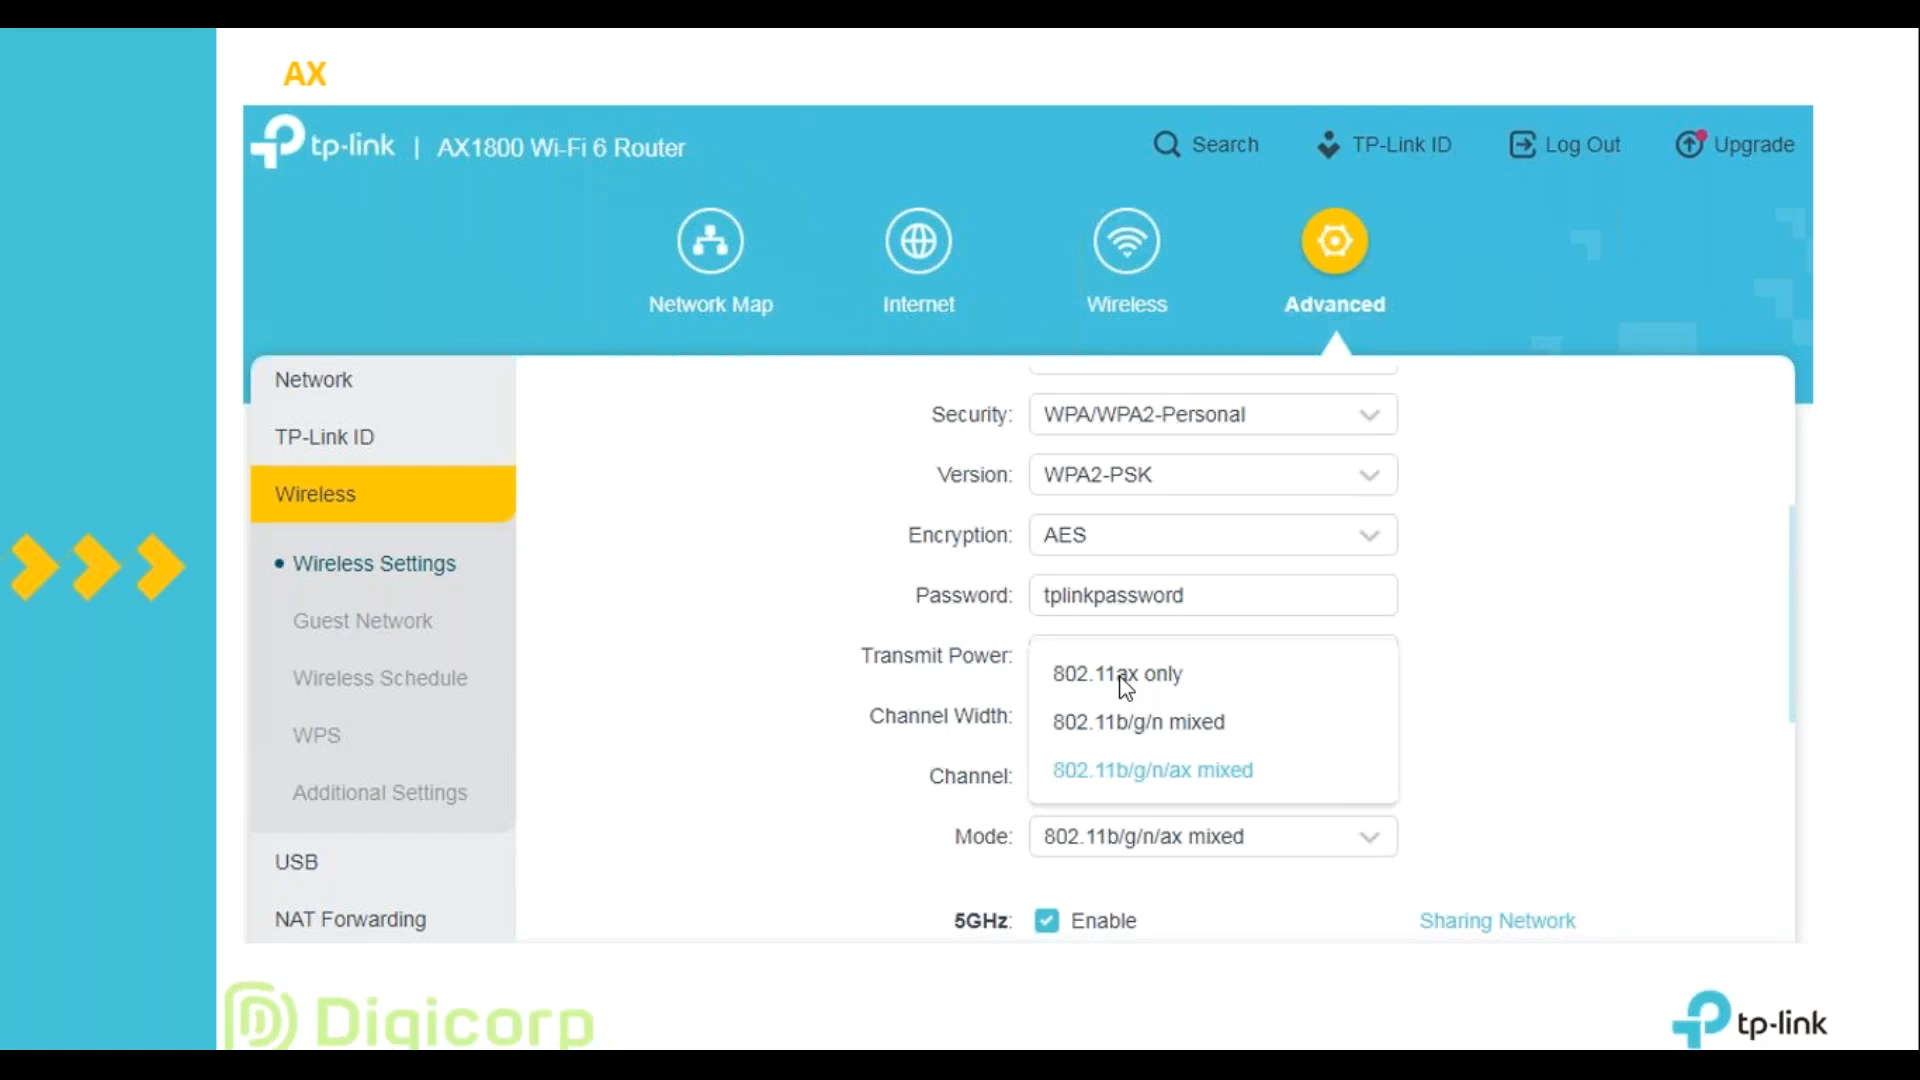 AX
tp-link | AX1800 Wi-Fi 6 Router
Search
TP-Link ID
Log Out
Upgrade
Network Map
Internet
Wireless
Advanced
Network
TP-Link ID
Wireless
Wireless Settings
Guest Network
Wireless Schedule
WPS
Additional Settings
USB
NAT Forwarding
Security: WPA/WPA2-Personal
Version: WPA2-PSK
Encryption: AES
Password: tplinkpassword
Transmit Power:
Channel Width:
Channel:
802.11ax only
802.11b/g/n mixed
802.11b/g/n/ax mixed
Mode: 802.11b/g/n/ax mixed
5GHz: Enable
Sharing Network
Digicorp
tp-link